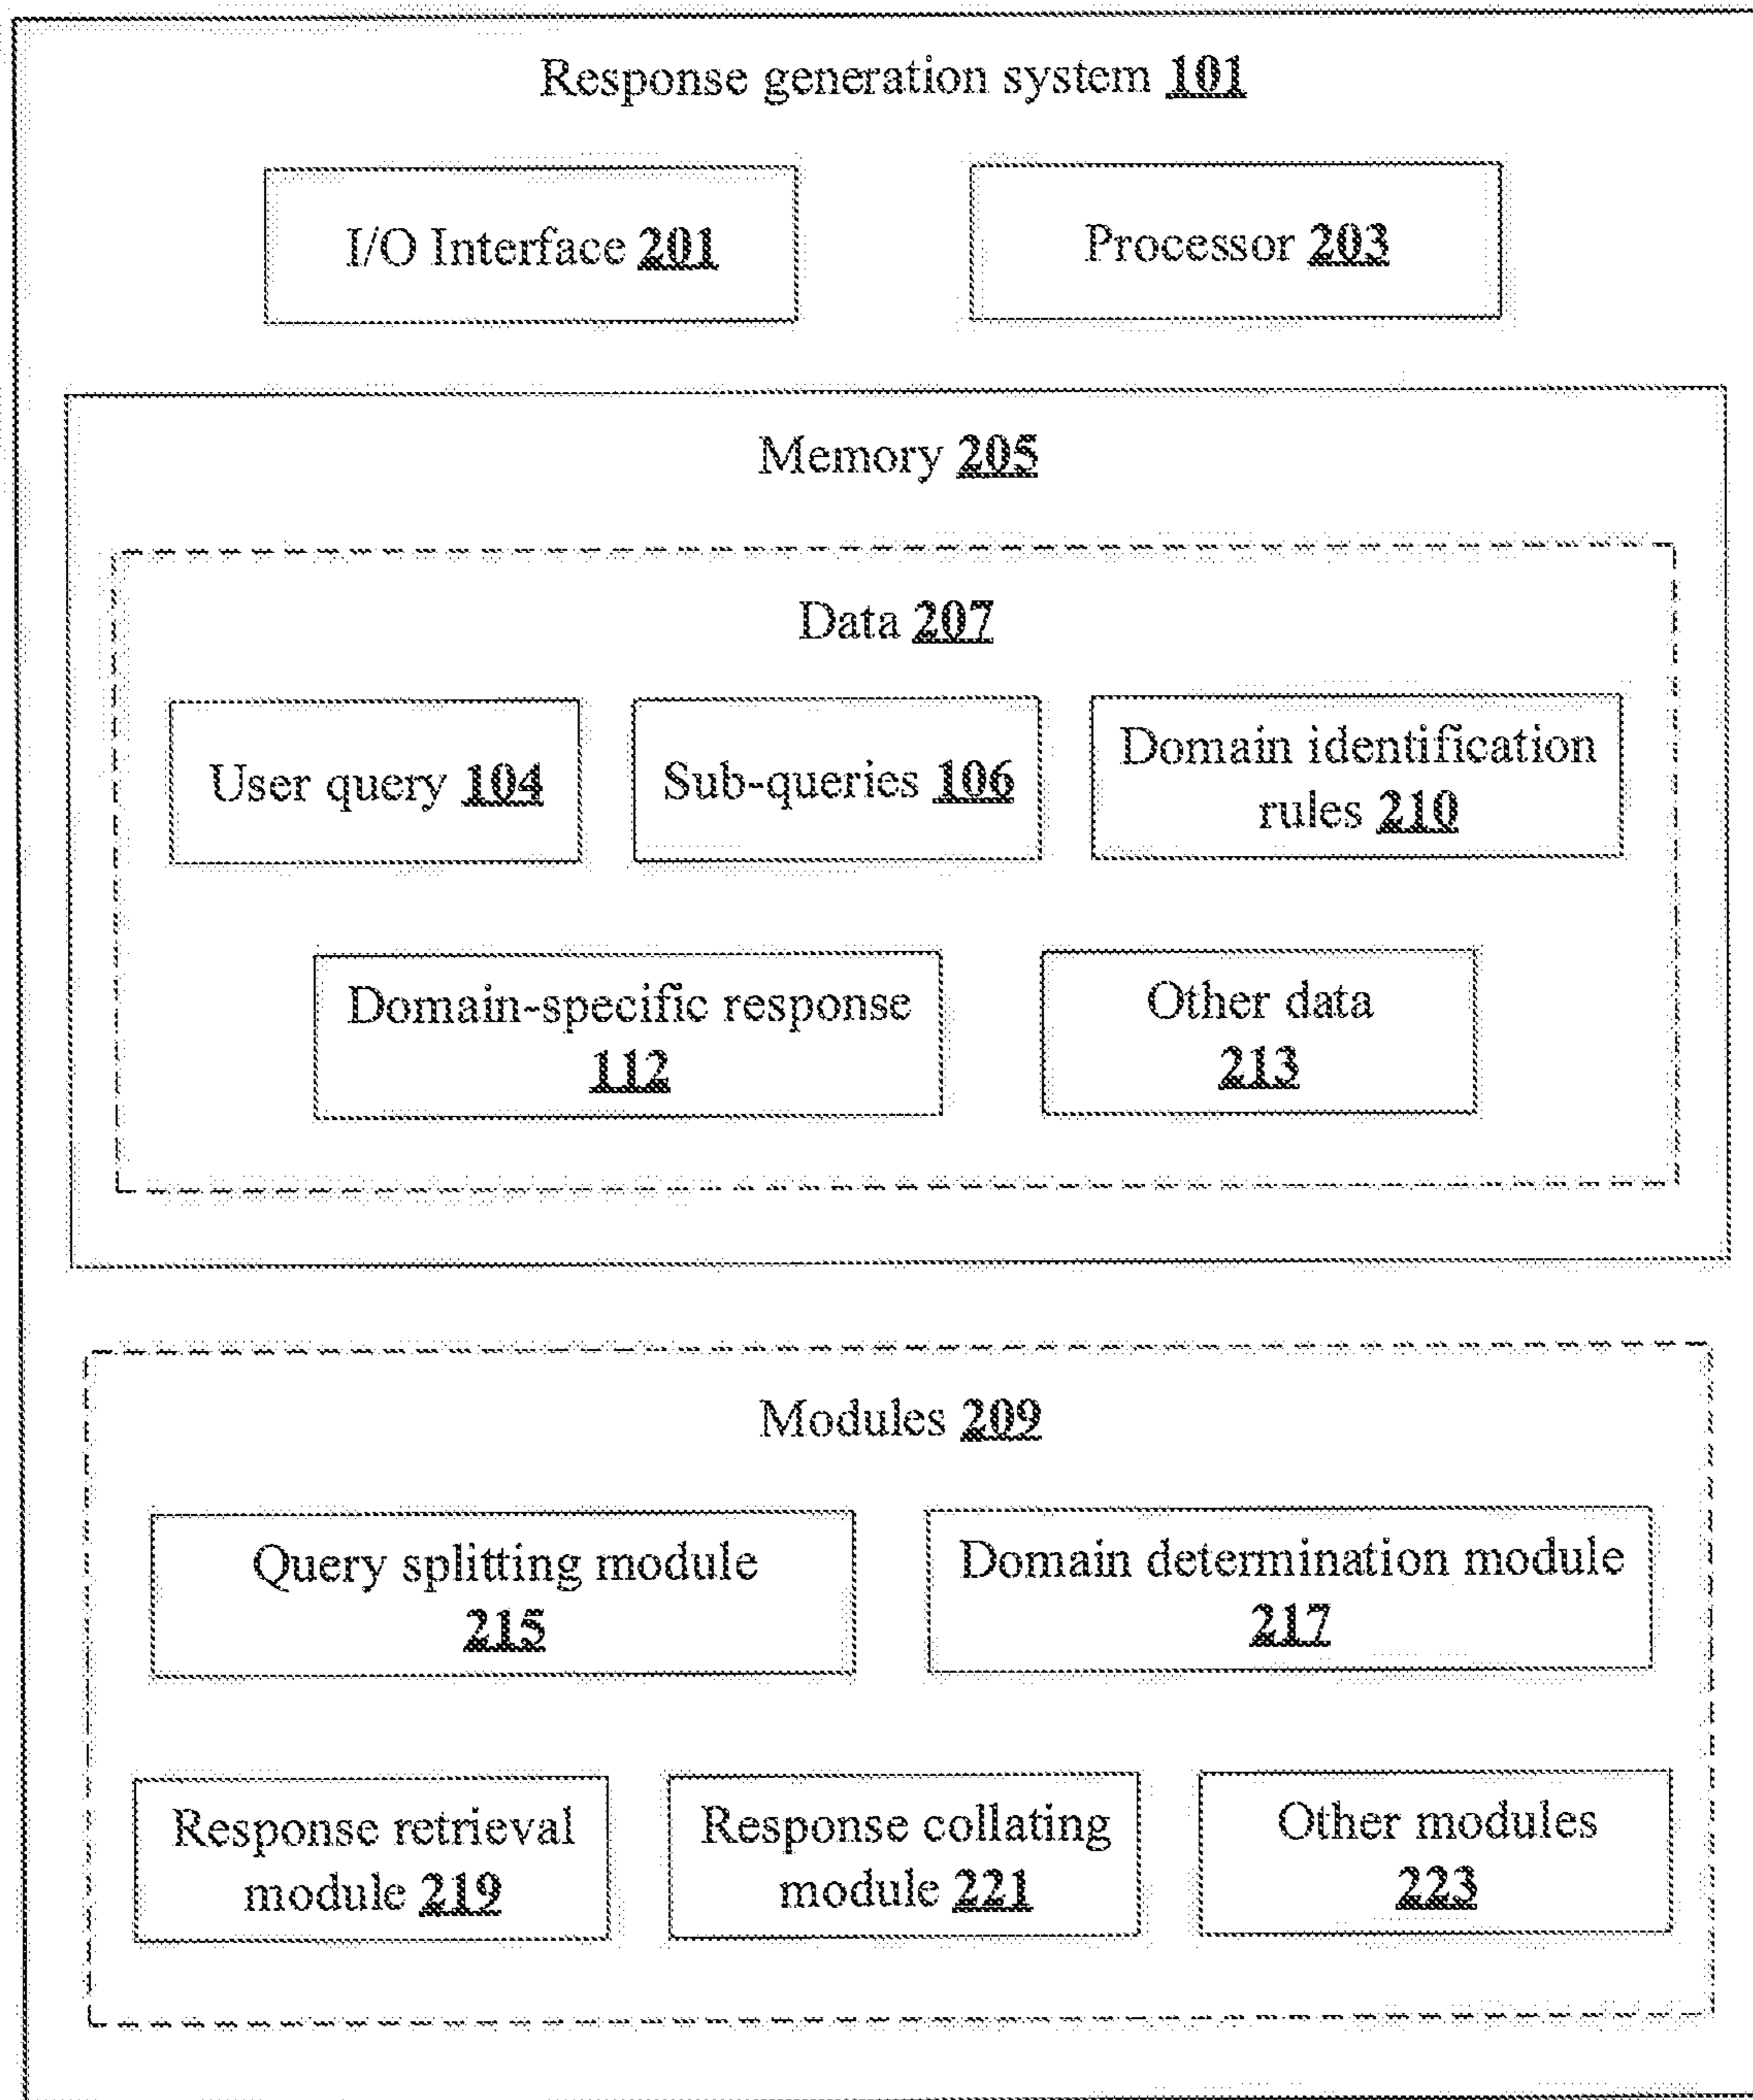 Response generation system 101
I/O Interface 201
Processor 203
Memory 205
Data 207
User query 104
Sub-queries 106
Domain identification
rules 210
Domain-specific response
112
Other data
213
Modules 209
Query splitting module
215
Domain determination module
217
Response retrieval
module 219
Response collating
module 221
Other modules
223